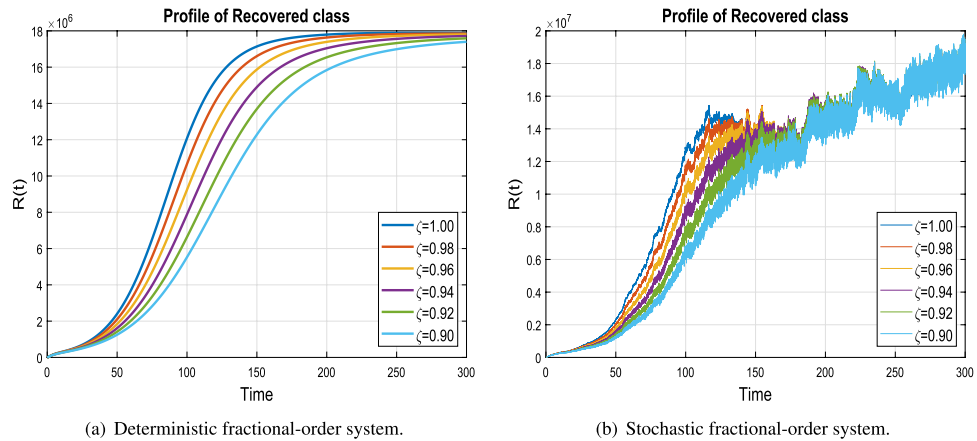 Profile of Recovered class
×10⁶
18
16
14
12
10
8
6
4
2
0
R(t)
0 50 100 150 200 250 300
Time
ζ=1.00
ζ=0.98
ζ=0.96
ζ=0.94
ζ=0.92
ζ=0.90
(a) Deterministic fractional-order system.
Profile of Recovered class
×10⁷
2
1.8
1.6
1.4
1.2
1.0
0.8
0.6
0.4
0.2
0
R(t)
0 50 100 150 200 250 300
Time
ζ=1.00
ζ=0.98
ζ=0.96
ζ=0.94
ζ=0.92
ζ=0.90
(b) Stochastic fractional-order system.